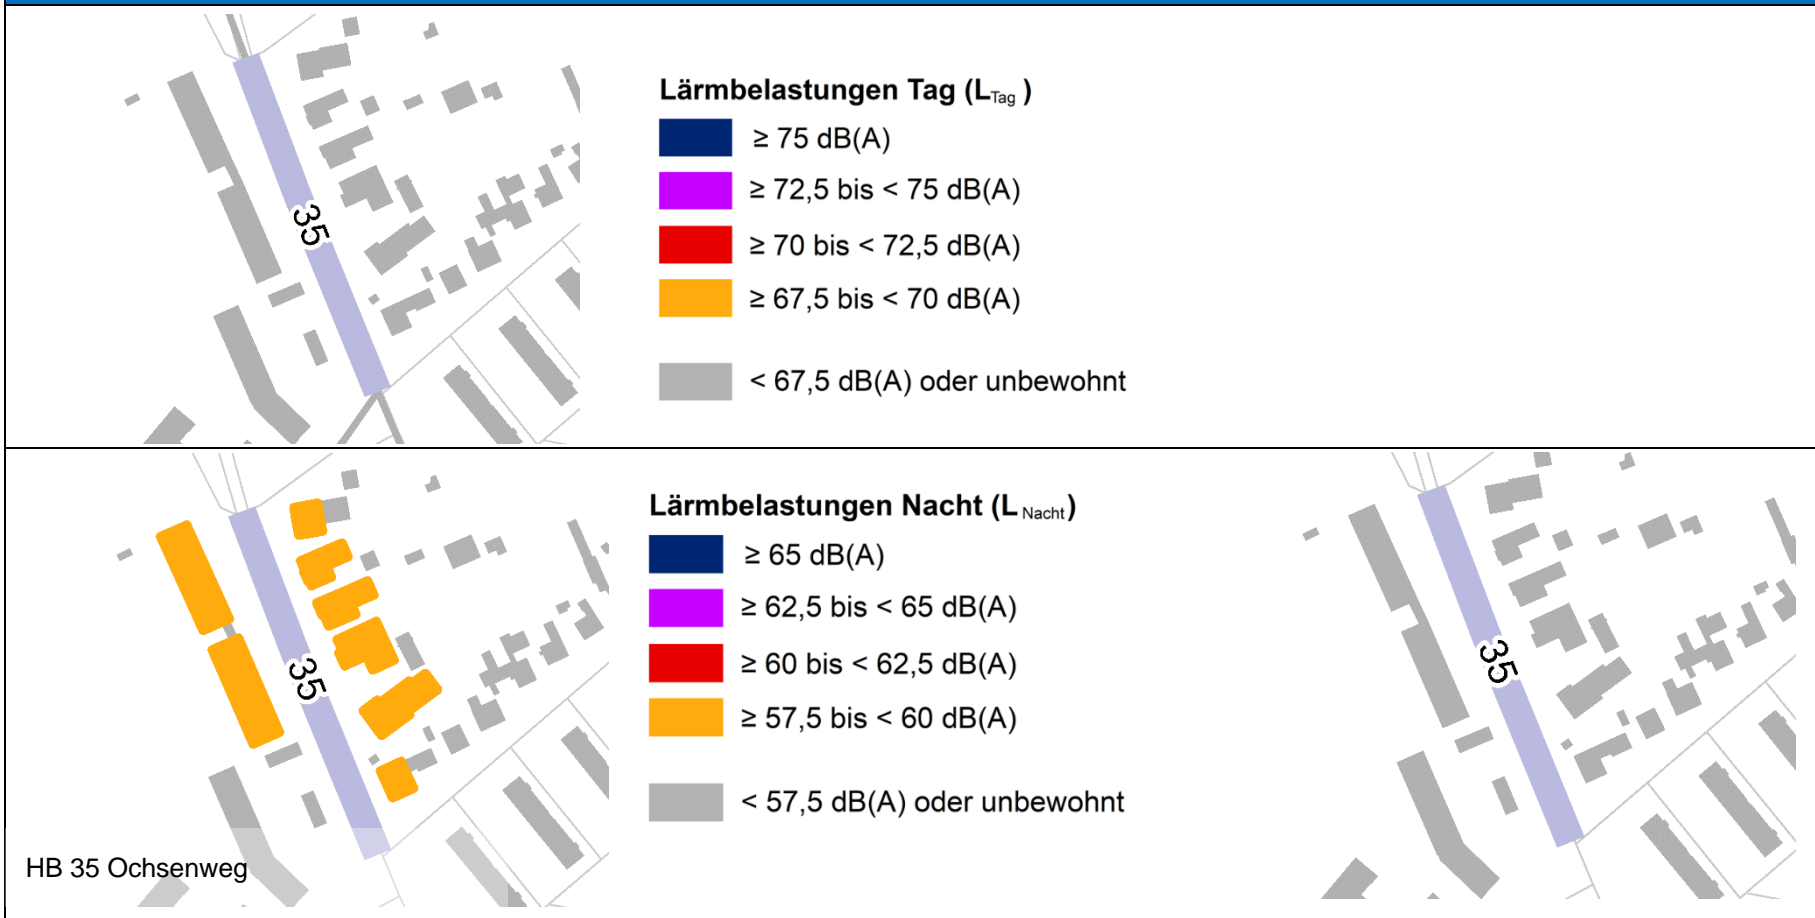 35
Lärmbelastungen Tag (LTag )
≥ 75 dB(A)
≥ 72,5 bis < 75 dB(A)
≥ 70 bis < 72,5 dB(A)
≥ 67,5 bis < 70 dB(A)
< 67,5 dB(A) oder unbewohnt
35
Lärmbelastungen Nacht (L Nacht)
≥ 65 dB(A)
≥ 62,5 bis < 65 dB(A)
≥ 60 bis < 62,5 dB(A)
≥ 57,5 bis < 60 dB(A)
< 57,5 dB(A) oder unbewohnt
35
HB 35 Ochsenweg